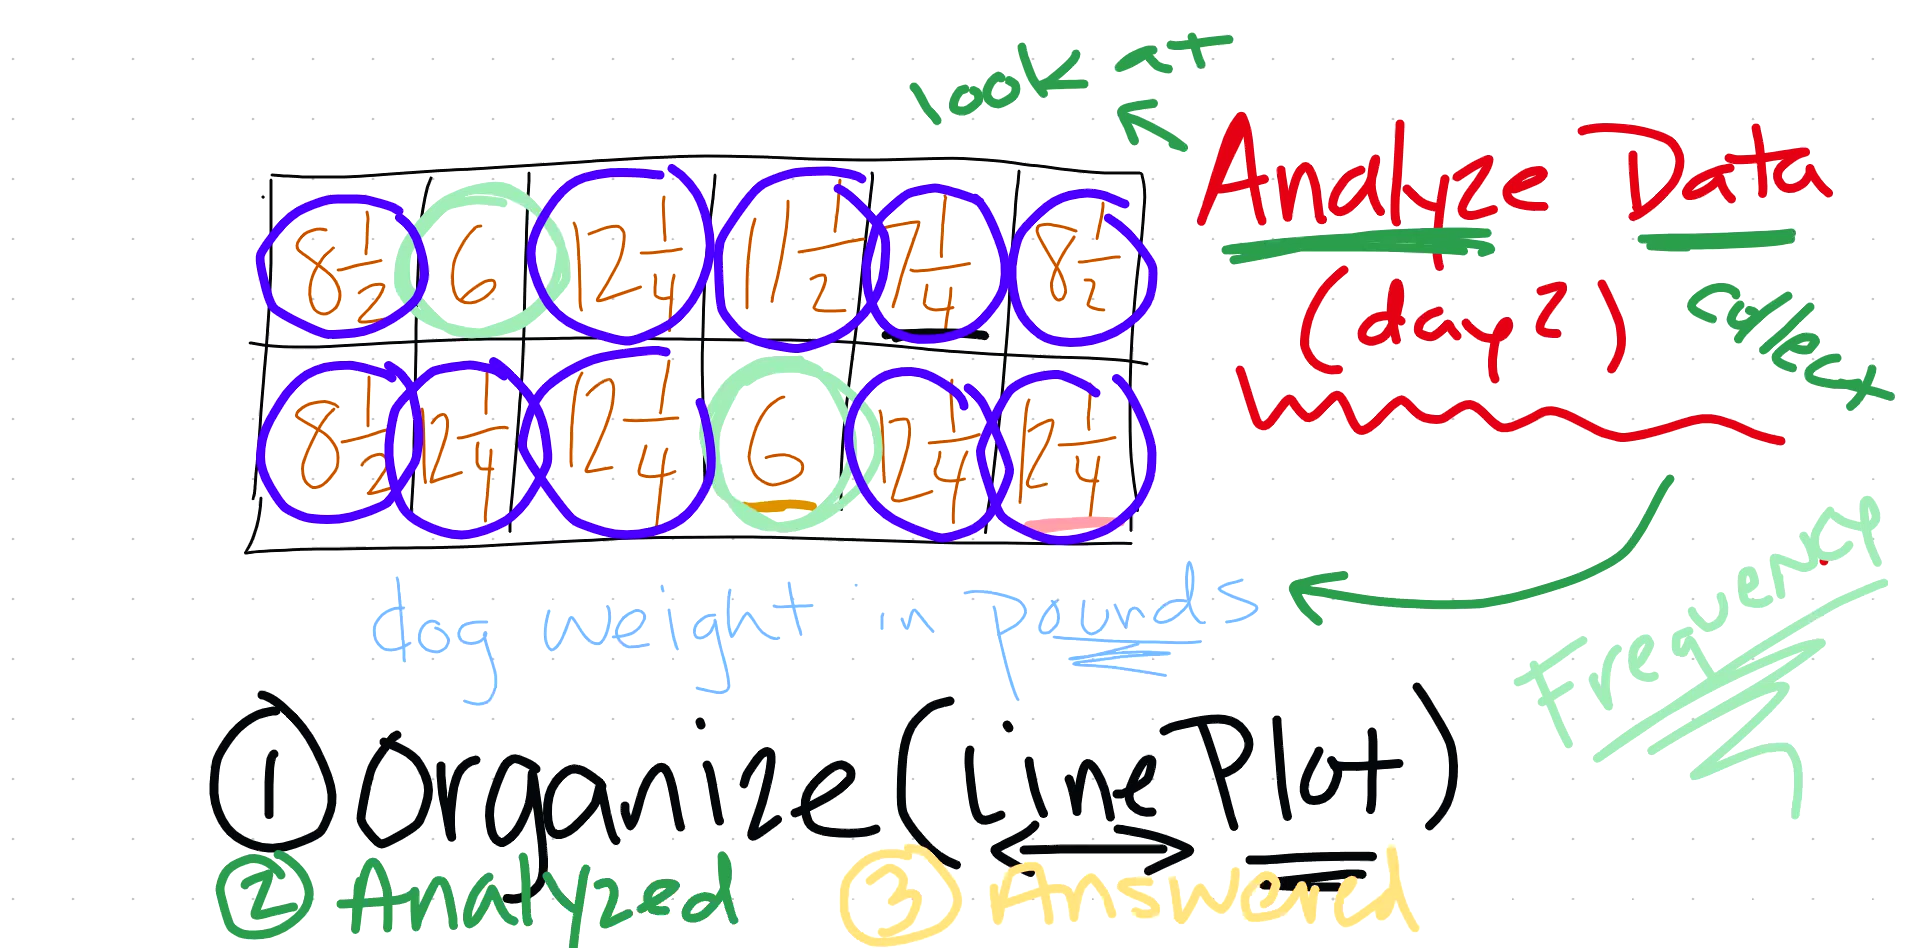 look at
Analyze Data
(day 2)
collect
8 1/2 6 12 1/4 11 1/2 7 1/4 8 1/2
8 1/2 12 1/4 12 1/4 6 12 1/4 12 1/4
dog weight in pounds
Frequency
① Organize (Line Plot)
② Analyzed ③ Answered